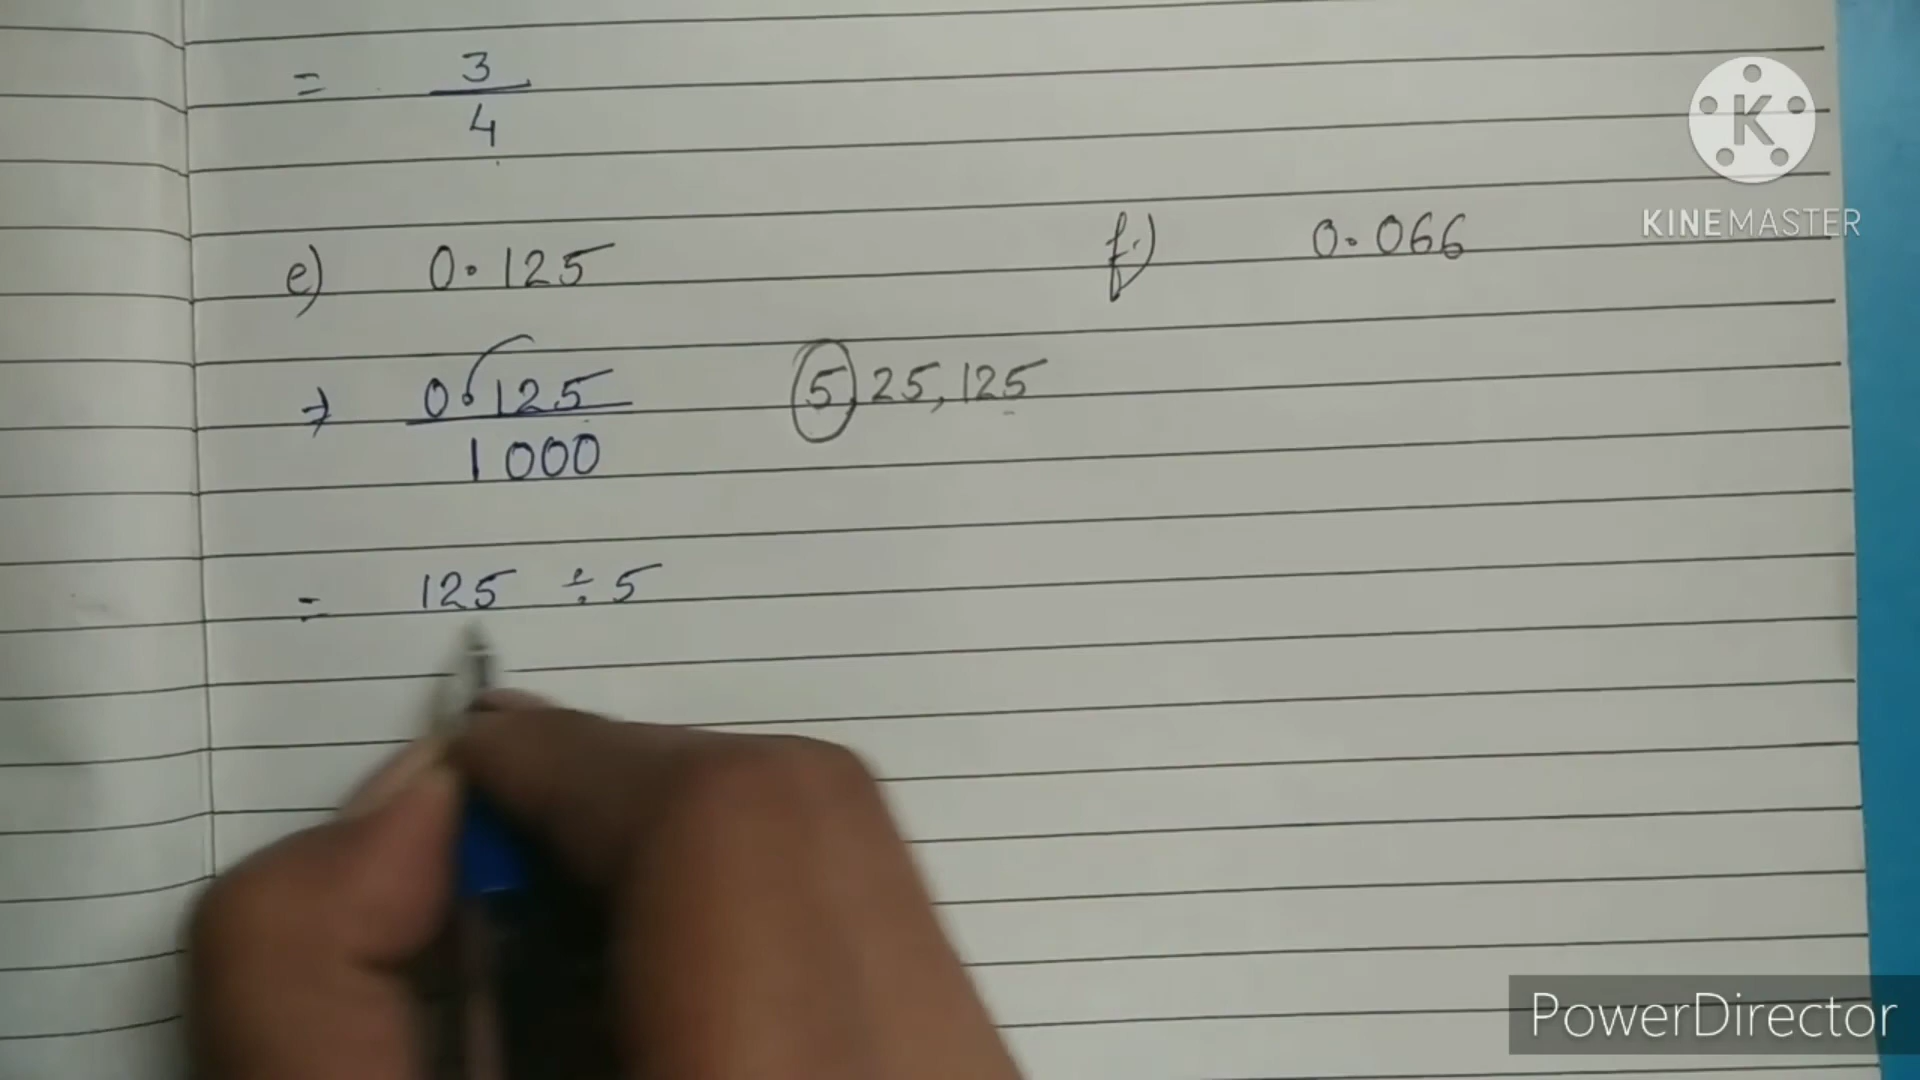 = 3
4
e) 0.125
f.) 0.066
⇒ 0.125
1000
5, 25, 125
= 125 ÷ 5
K
KINEMASTER
PowerDirector